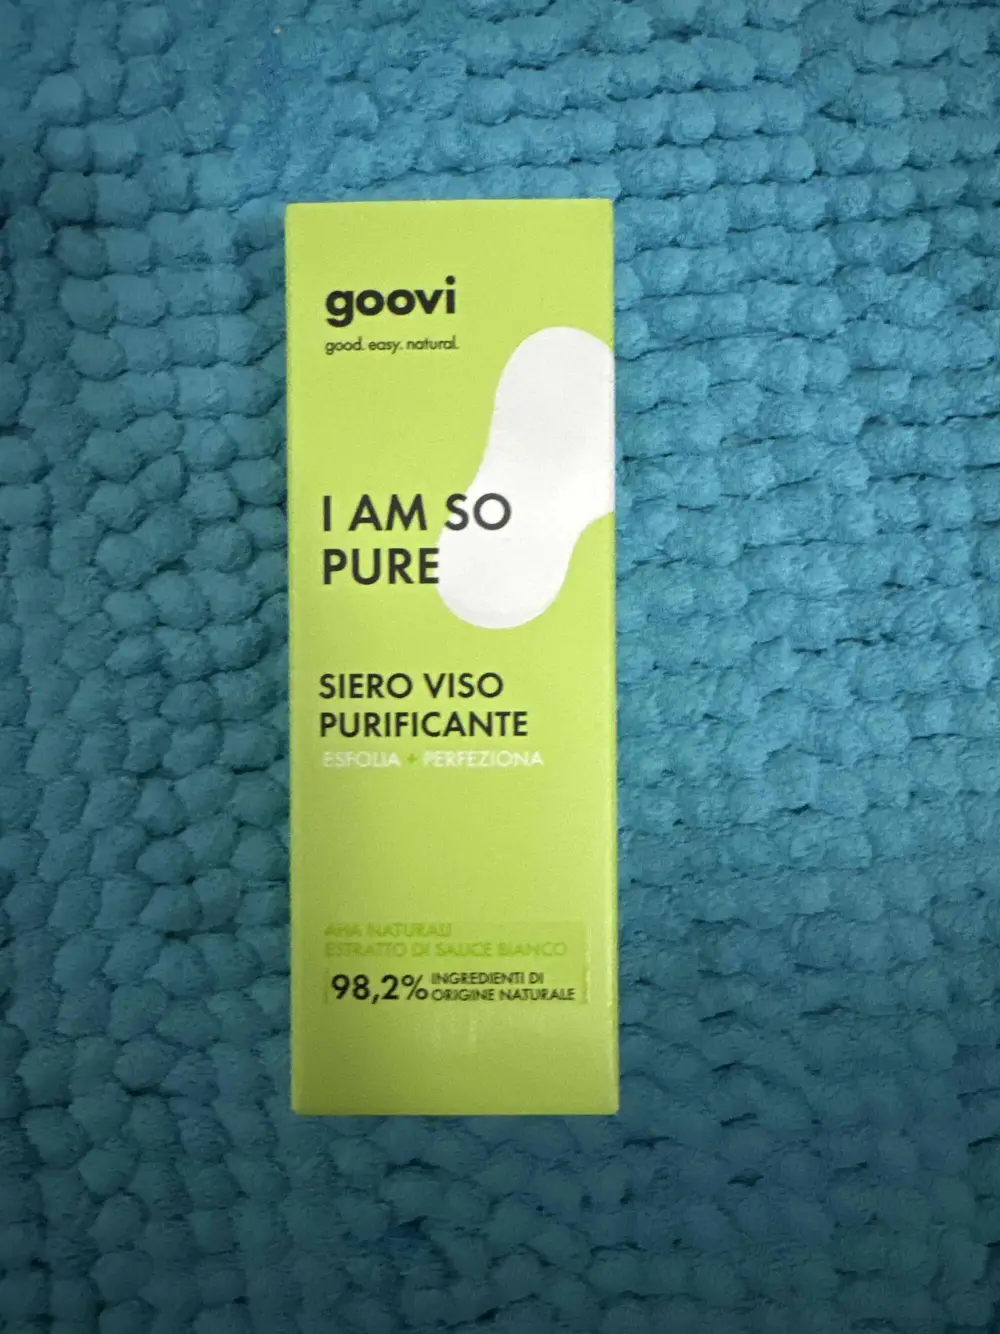 goovi
good. easy. natural.
I AM SO
PURE
SIERO VISO
PURIFICANTE
ESFOLIA + PERFEZIONA
AHA NATURALI
ESTRATTO DI SALICE BIANCO
98,2% INGREDIENTI DI
ORIGINE NATURALE